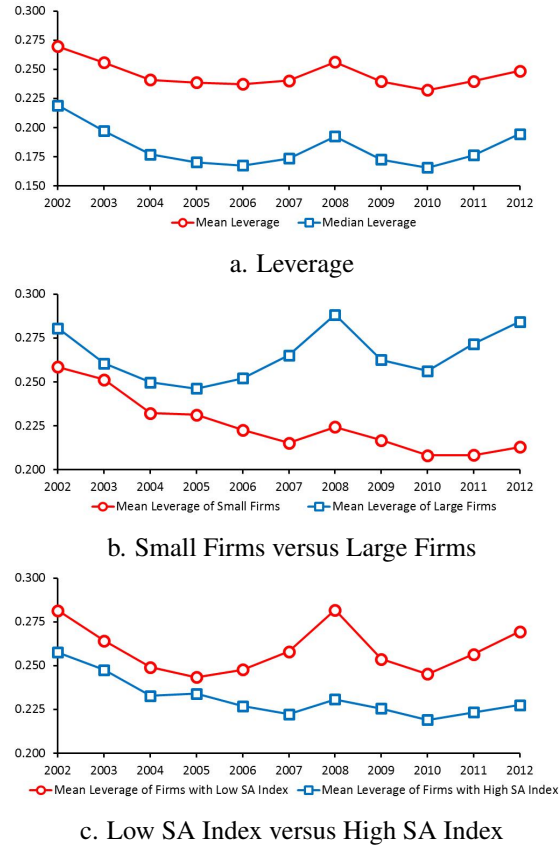 0.300
0.275
0.250
0.225
0.200
0.175
0.150
2002 2003 2004 2005 2006 2007 2008 2009 2010 2011 2012
Mean Leverage Median Leverage
a. Leverage
0.300
0.275
0.250
0.225
0.200
2002 2003 2004 2005 2006 2007 2008 2009 2010 2011 2012
Mean Leverage of Small Firms Mean Leverage of Large Firms
b. Small Firms versus Large Firms
0.300
0.275
0.250
0.225
0.200
2002 2003 2004 2005 2006 2007 2008 2009 2010 2011 2012
Mean Leverage of Firms with Low SA Index Mean Leverage of Firms with High SA Index
c. Low SA Index versus High SA Index